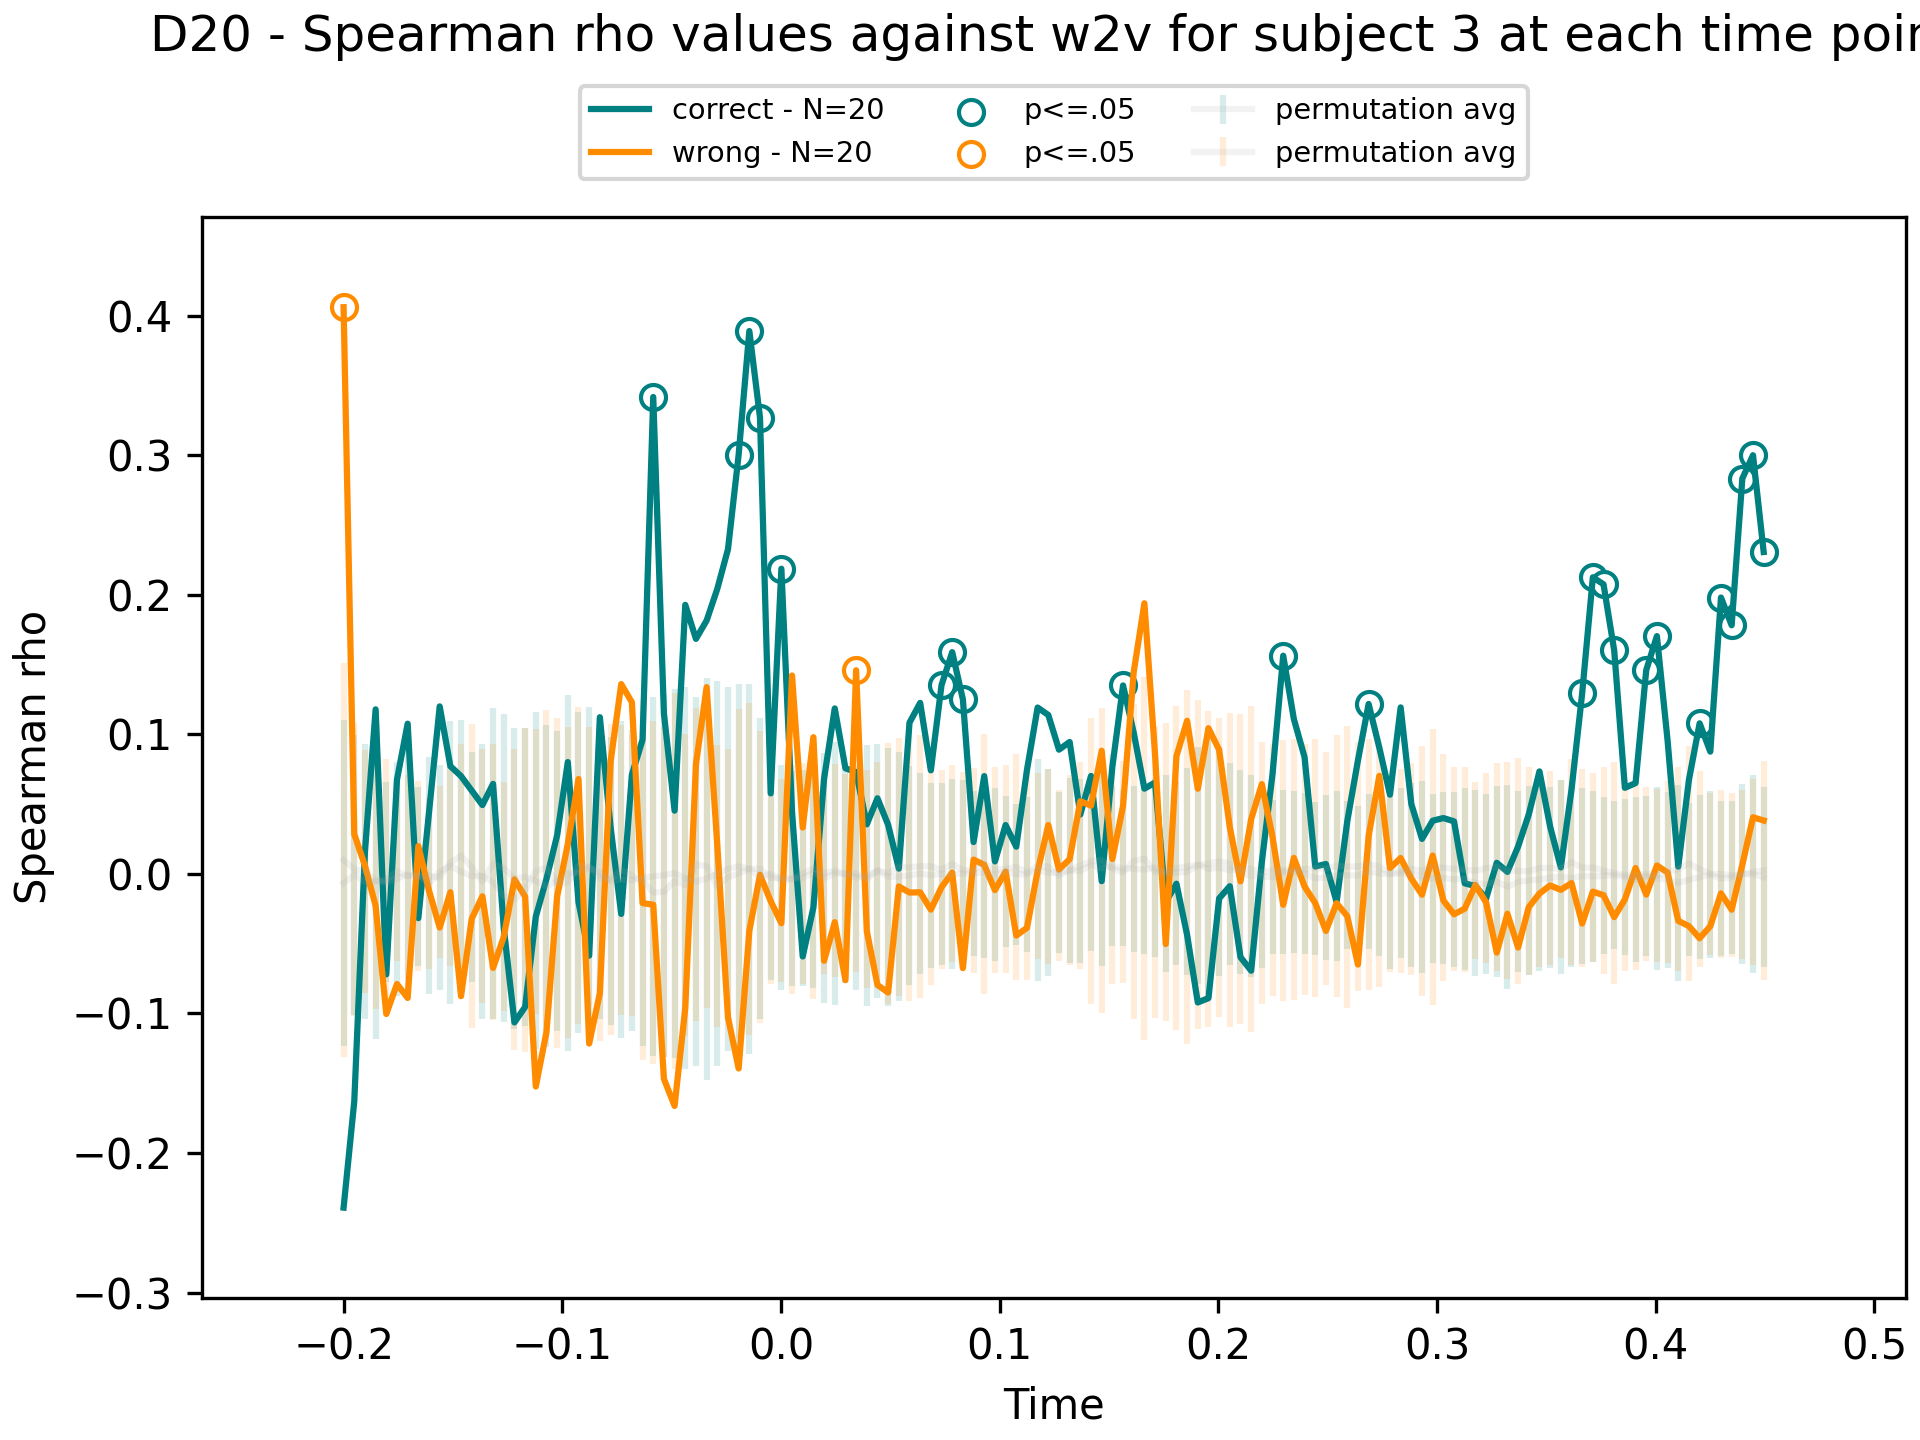 D20 - Spearman rho values against w2v for subject 3 at each time poin
correct - N=20
wrong - N=20
p<=.05
p<=.05
permutation avg
permutation avg
Spearman rho
0.4
0.3
0.2
0.1
0.0
−0.1
−0.2
−0.3
−0.2
−0.1
0.0
0.1
0.2
0.3
0.4
0.5
Time